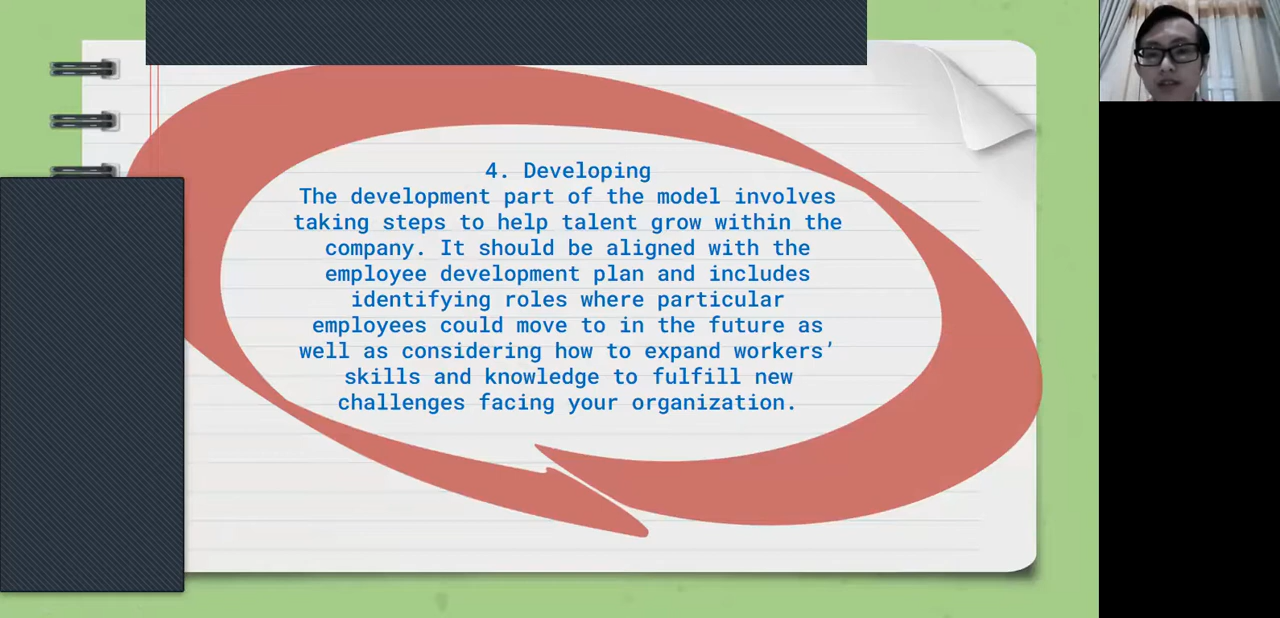 4. Developing
The development part of the model involves
taking steps to help talent grow within the
company. It should be aligned with the
employee development plan and includes
identifying roles where particular
employees could move to in the future as
well as considering how to expand workers’
skills and knowledge to fulfill new
challenges facing your organization.